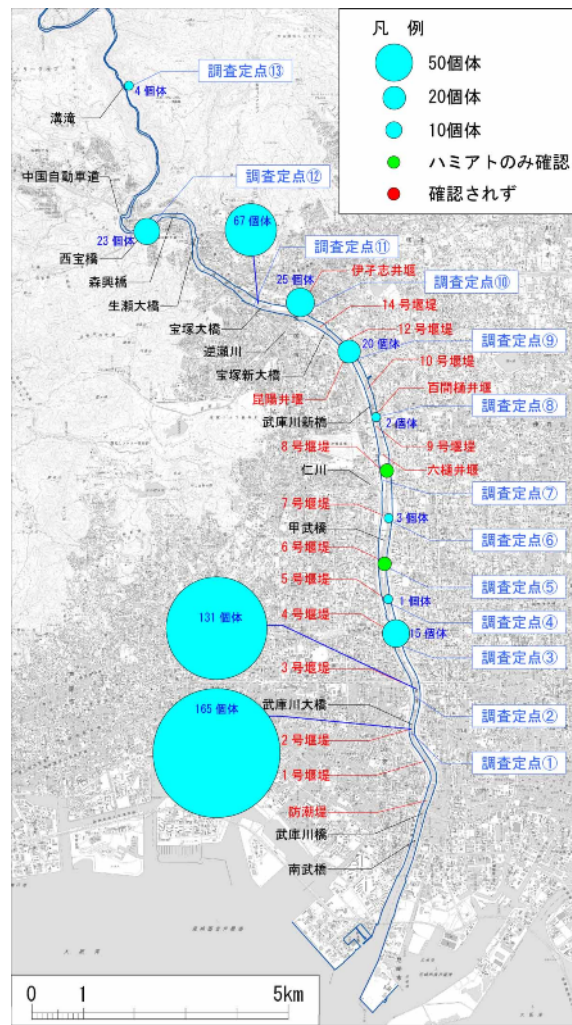 凡 例
50個体
20個体
10個体
ハミアトのみ確認
確認されず
調査定点⑬
4 個体
溝滝
中国自動車道
調査定点⑫
67 個体
23 個体
西宝橋
調査定点⑪
森興橋
25 個体
伊孑志井堰
生瀬大橋
調査定点⑩
宝塚大橋
14 号堰堤
逆瀬川
12 号堰堤
20 個体
調査定点⑨
宝塚新大橋
10 号堰堤
昆陽井堰
百間樋井堰
武庫川新橋
2 個体
調査定点⑧
8 号堰堤
9 号堰堤
仁川
六樋井堰
調査定点⑦
7 号堰堤
3 個体
甲武橋
調査定点⑥
6 号堰堤
5 号堰堤
調査定点⑤
1 個体
131 個体
4 号堰堤
調査定点④
15 個体
調査定点③
3 号堰堤
調査定点②
武庫川大橋
165 個体
2 号堰堤
調査定点①
1 号堰堤
防潮堤
武庫川橋
南武橋
0 1 5km